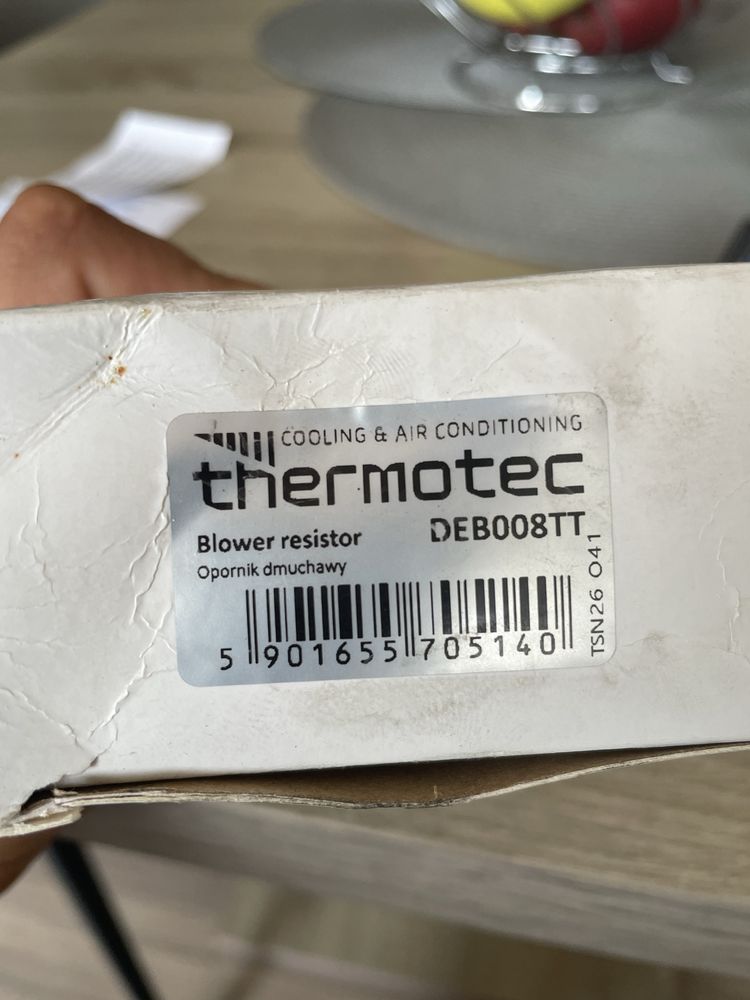 COOLING & AIR CONDITIONING
thermotec
Blower resistor
DEB008TT
Opornik dmuchawy
5 901655 705140
TSN26 O41